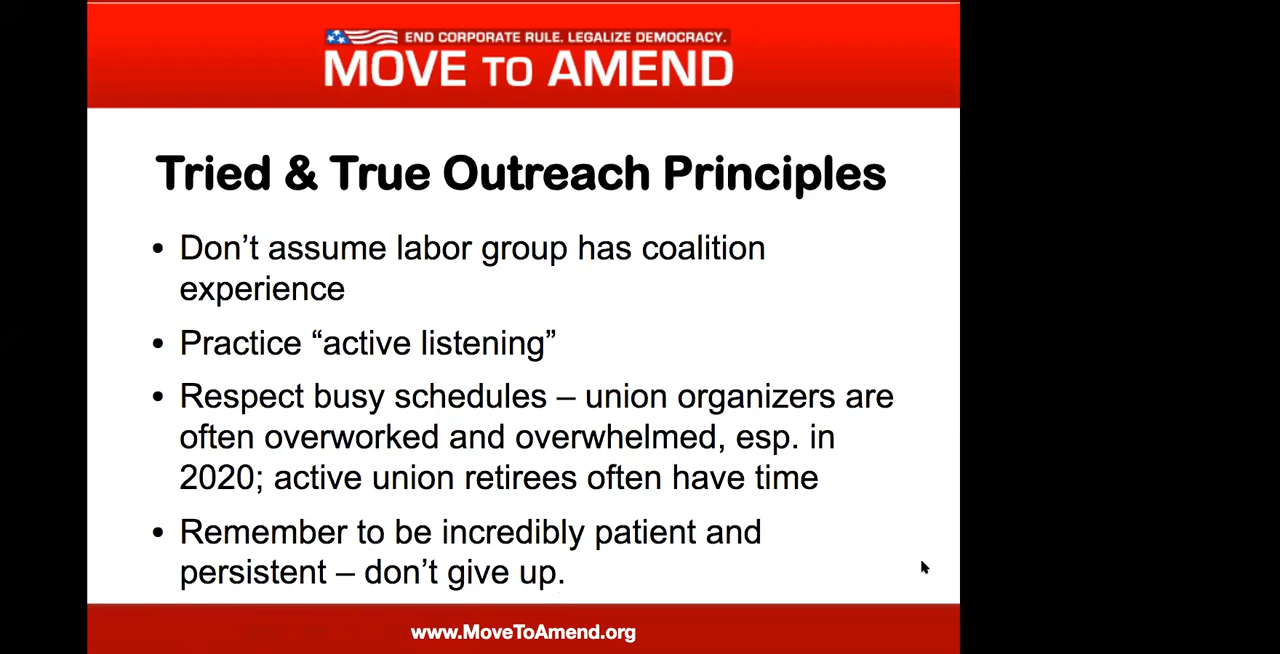 END CORPORATE RULE. LEGALIZE DEMOCRACY.
MOVE TO AMEND
Tried & True Outreach Principles
• Don’t assume labor group has coalition
experience
• Practice “active listening”
• Respect busy schedules – union organizers are
often overworked and overwhelmed, esp. in
2020; active union retirees often have time
• Remember to be incredibly patient and
persistent – don’t give up.
www.MoveToAmend.org